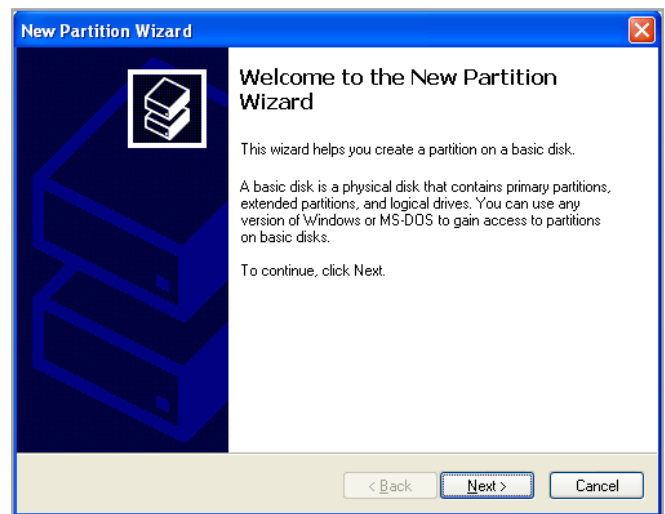 New Partition Wizard
Welcome to the New Partition
Wizard
This wizard helps you create a partition on a basic disk.
A basic disk is a physical disk that contains primary partitions,
extended partitions, and logical drives. You can use any
version of Windows or MS-DOS to gain access to partitions
on basic disks.
To continue, click Next.
< Back
Next >
Cancel